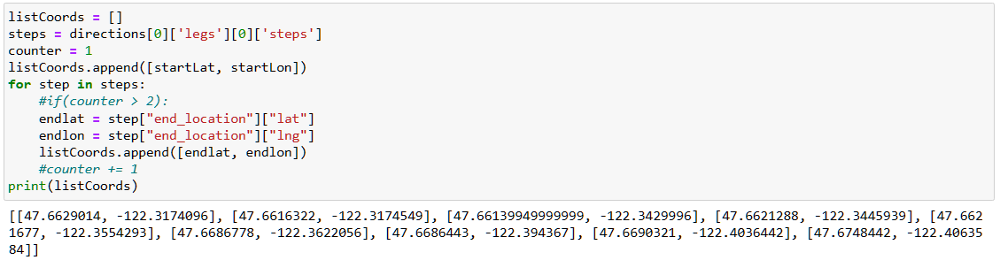 listCoords = []
steps = directions[0]['legs'][0]['steps']
counter = 1
listCoords.append([startLat, startLon])
for step in steps:
    #if(counter > 2):
    endlat = step["end_location"]["lat"]
    endlon = step["end_location"]["lng"]
    listCoords.append([endlat, endlon])
    #counter += 1
print(listCoords)
[[47.6629014, -122.3174096], [47.6616322, -122.3174549], [47.66139949999999, -122.3429996], [47.6621288, -122.3445939], [47.662
1677, -122.3554293], [47.6686778, -122.3622056], [47.6686443, -122.394367], [47.6690321, -122.4036442], [47.6748442, -122.40635
84]]